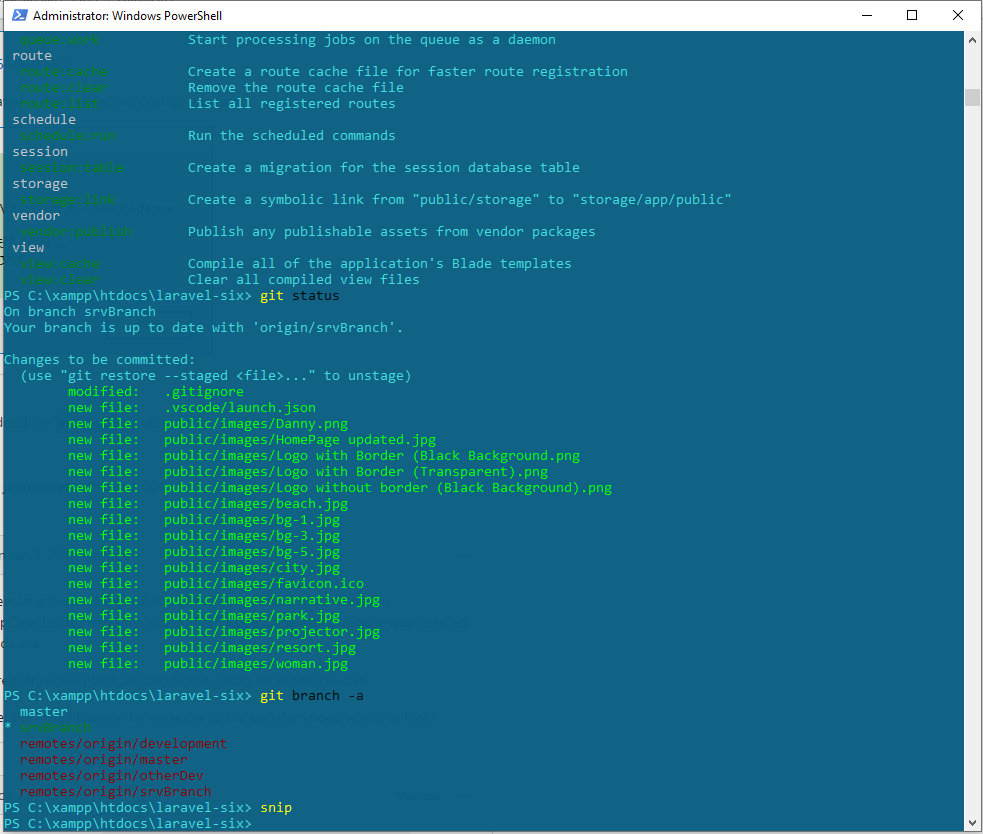 Administrator: Windows PowerShell
Start processing jobs on the queue as a daemon
route
Create a route cache file for faster route registration
Remove the route cache file
List all registered routes
schedule
Run the scheduled commands
session
Create a migration for the session database table
storage
Create a symbolic link from "public/storage" to "storage/app/public"
vendor
Publish any publishable assets from vendor packages
view
Compile all of the application's Blade templates
Clear all compiled view files
PS C:\xampp\htdocs\laravel-six> git status
On branch srvBranch
Your branch is up to date with 'origin/srvBranch'.
Changes to be committed:
(use "git restore --staged <file>..." to unstage)
modified: .gitignore
new file: .vscode/launch.json
new file: public/images/Danny.png
new file: public/images/HomePage updated.jpg
new file: public/images/Logo with Border (Black Background.png
new file: public/images/Logo with Border (Transparent).png
new file: public/images/Logo without border (Black Background).png
new file: public/images/beach.jpg
new file: public/images/bg-1.jpg
new file: public/images/bg-3.jpg
new file: public/images/bg-5.jpg
new file: public/images/city.jpg
new file: public/images/favicon.ico
new file: public/images/narrative.jpg
new file: public/images/park.jpg
new file: public/images/projector.jpg
new file: public/images/resort.jpg
new file: public/images/woman.jpg
PS C:\xampp\htdocs\laravel-six> git branch -a
master
*
remotes/origin/development
remotes/origin/master
remotes/origin/otherDev
remotes/origin/srvBranch
PS C:\xampp\htdocs\laravel-six> snip
PS C:\xampp\htdocs\laravel-six>